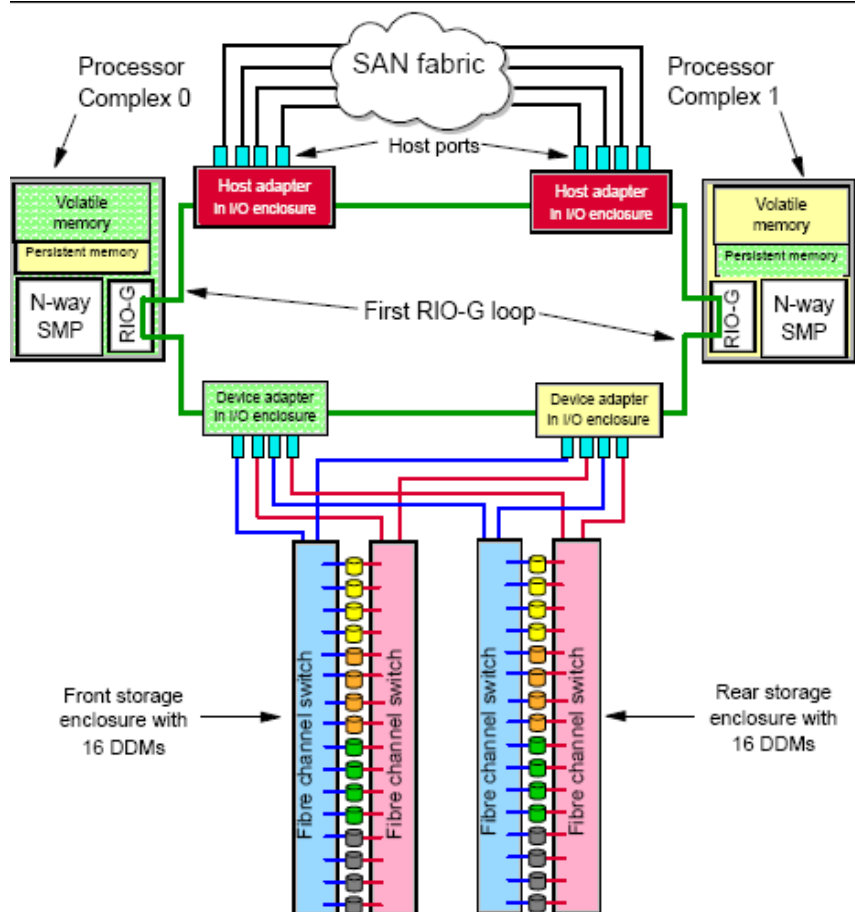 Processor
Complex 0
SAN fabric
Processor
Complex 1
Host ports
Host adapter
in I/O enclosure
Host adapter
in I/O enclosure
Volatile
memory
Persistent memory
N-way
SMP
RIO-G
Volatile
memory
Persistent memory
RIO-G
N-way
SMP
First RIO-G loop
Device adapter
in I/O enclosure
Device adapter
in I/O enclosure
Front storage
enclosure with
16 DDMs
Fibre channel switch
Fibre channel switch
Fibre channel switch
Fibre channel switch
Rear storage
enclosure with
16 DDMs